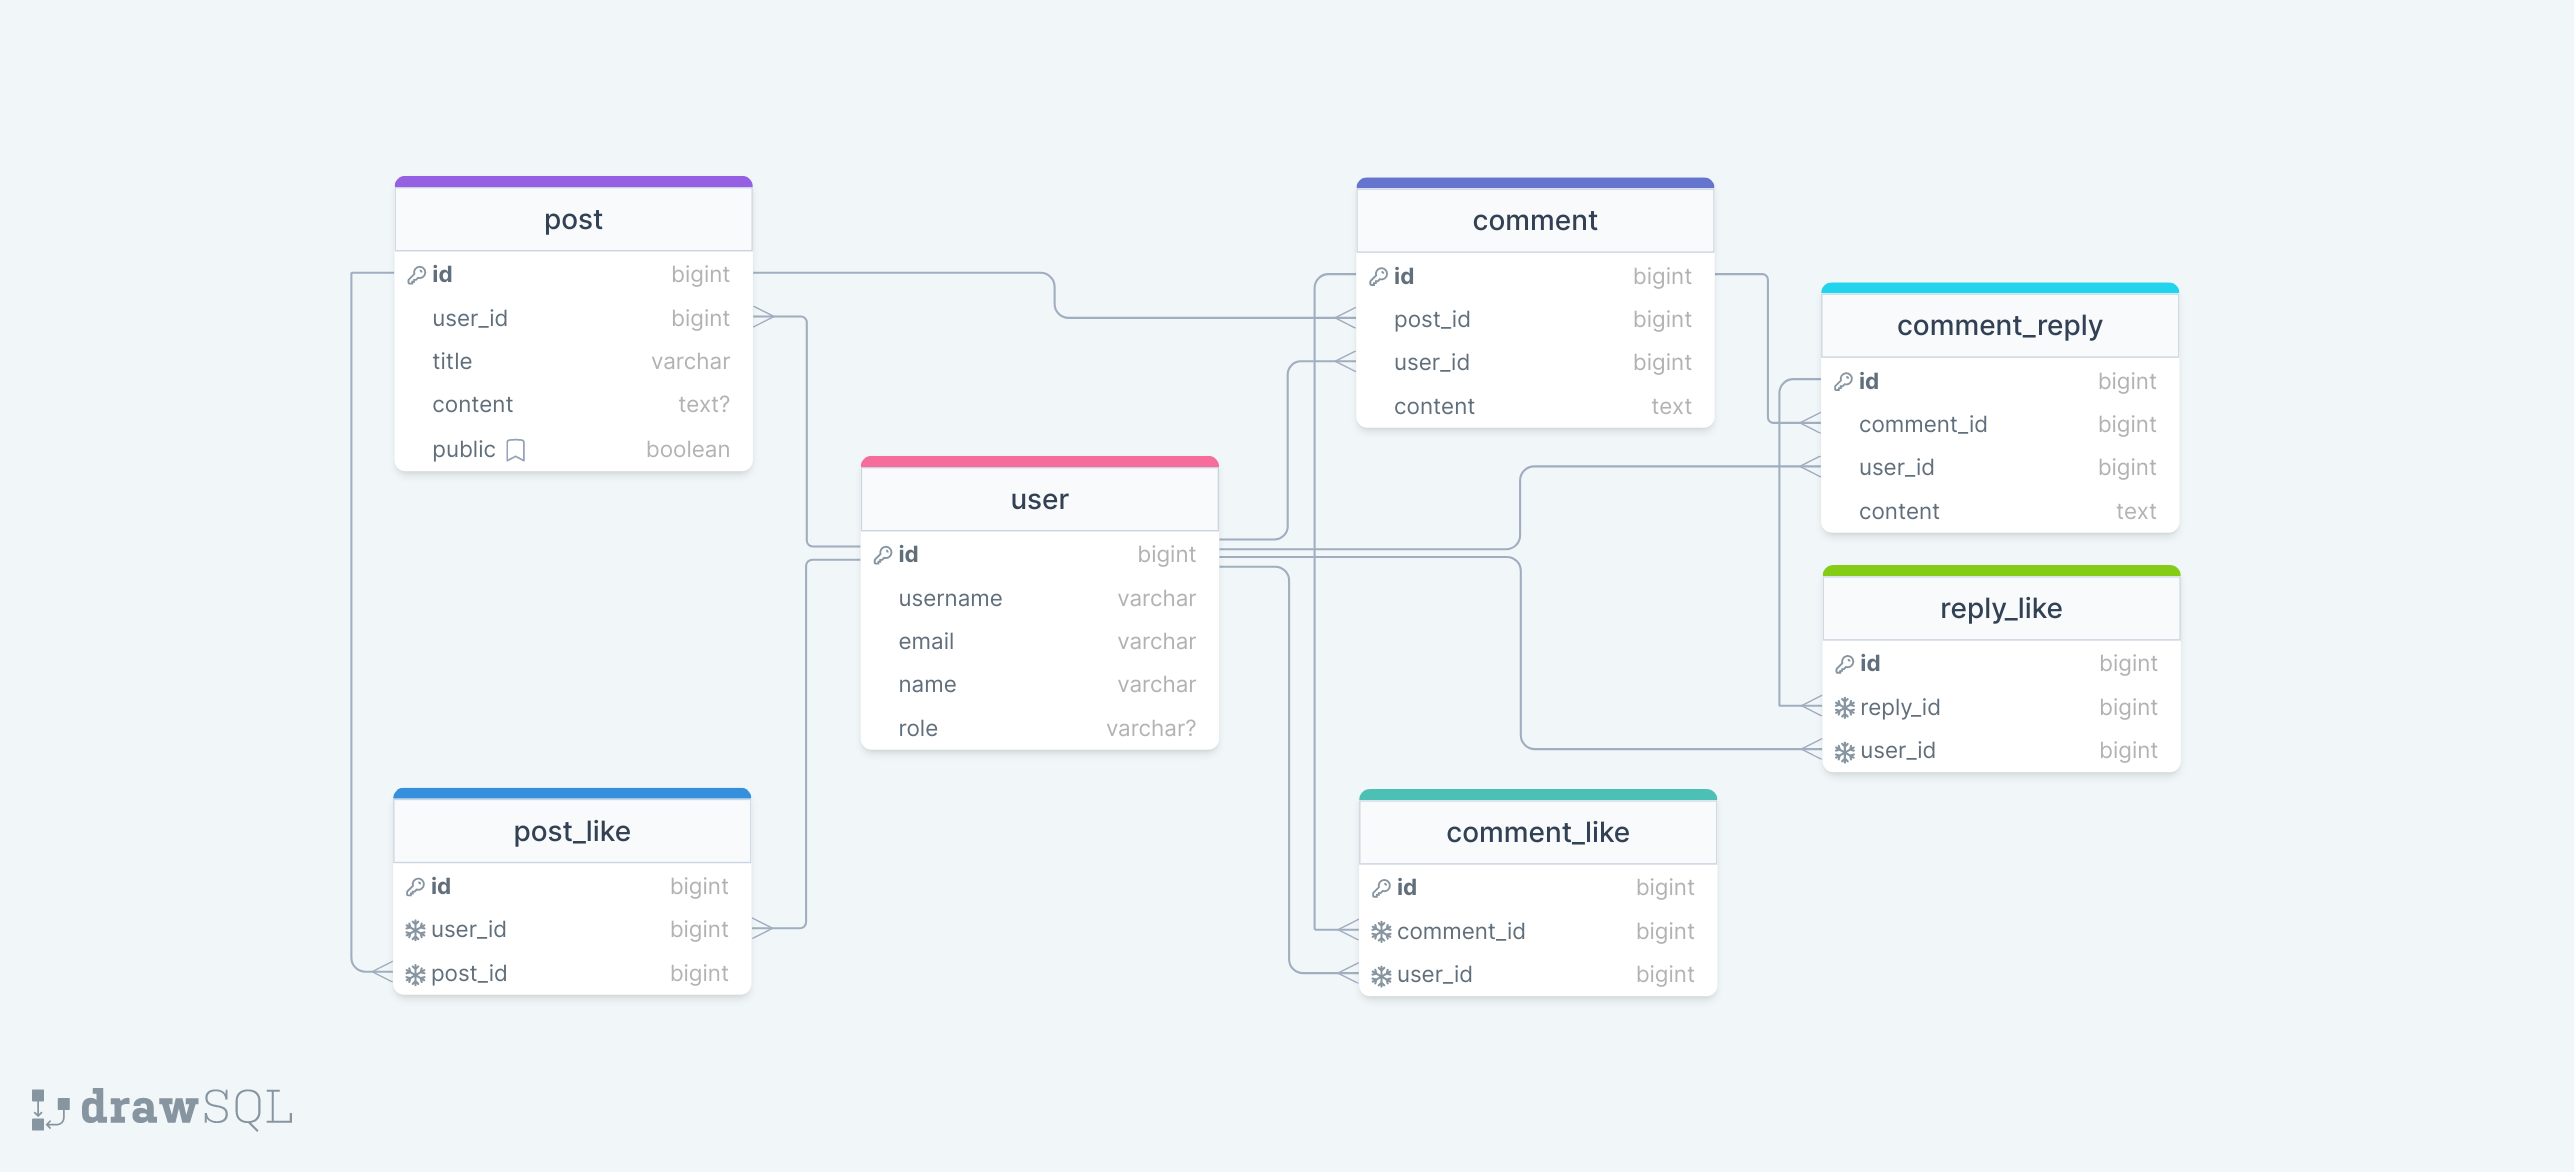 post
id bigint
user_id bigint
title varchar
content text?
public boolean
comment
id bigint
post_id bigint
user_id bigint
content text
comment_reply
id bigint
comment_id bigint
user_id bigint
content text
user
id bigint
username varchar
email varchar
name varchar
role varchar?
reply_like
id bigint
reply_id bigint
user_id bigint
post_like
id bigint
user_id bigint
post_id bigint
comment_like
id bigint
comment_id bigint
user_id bigint
drawSQL